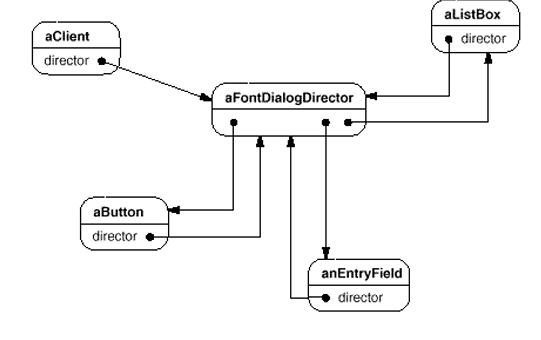 aListBox
director
aClient
director
aFontDialogDirector
aButton
director
anEntryField
director